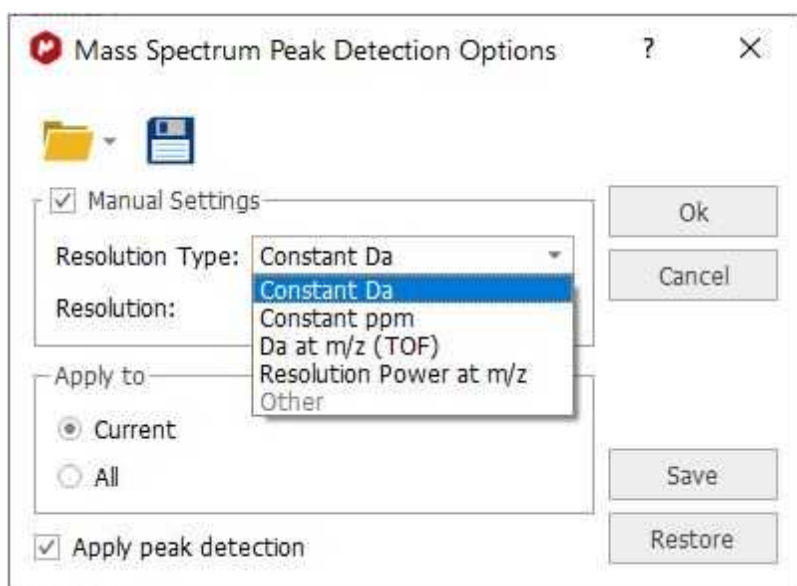 Mass Spectrum Peak Detection Options ?
Manual Settings
Ok
Resolution Type: Constant Da
Cancel
Constant Da
Resolution:
Constant ppm
Da at m/z (TOF)
Resolution Power at m/z
Other
Apply to
Current
All
Save
Apply peak detection
Restore